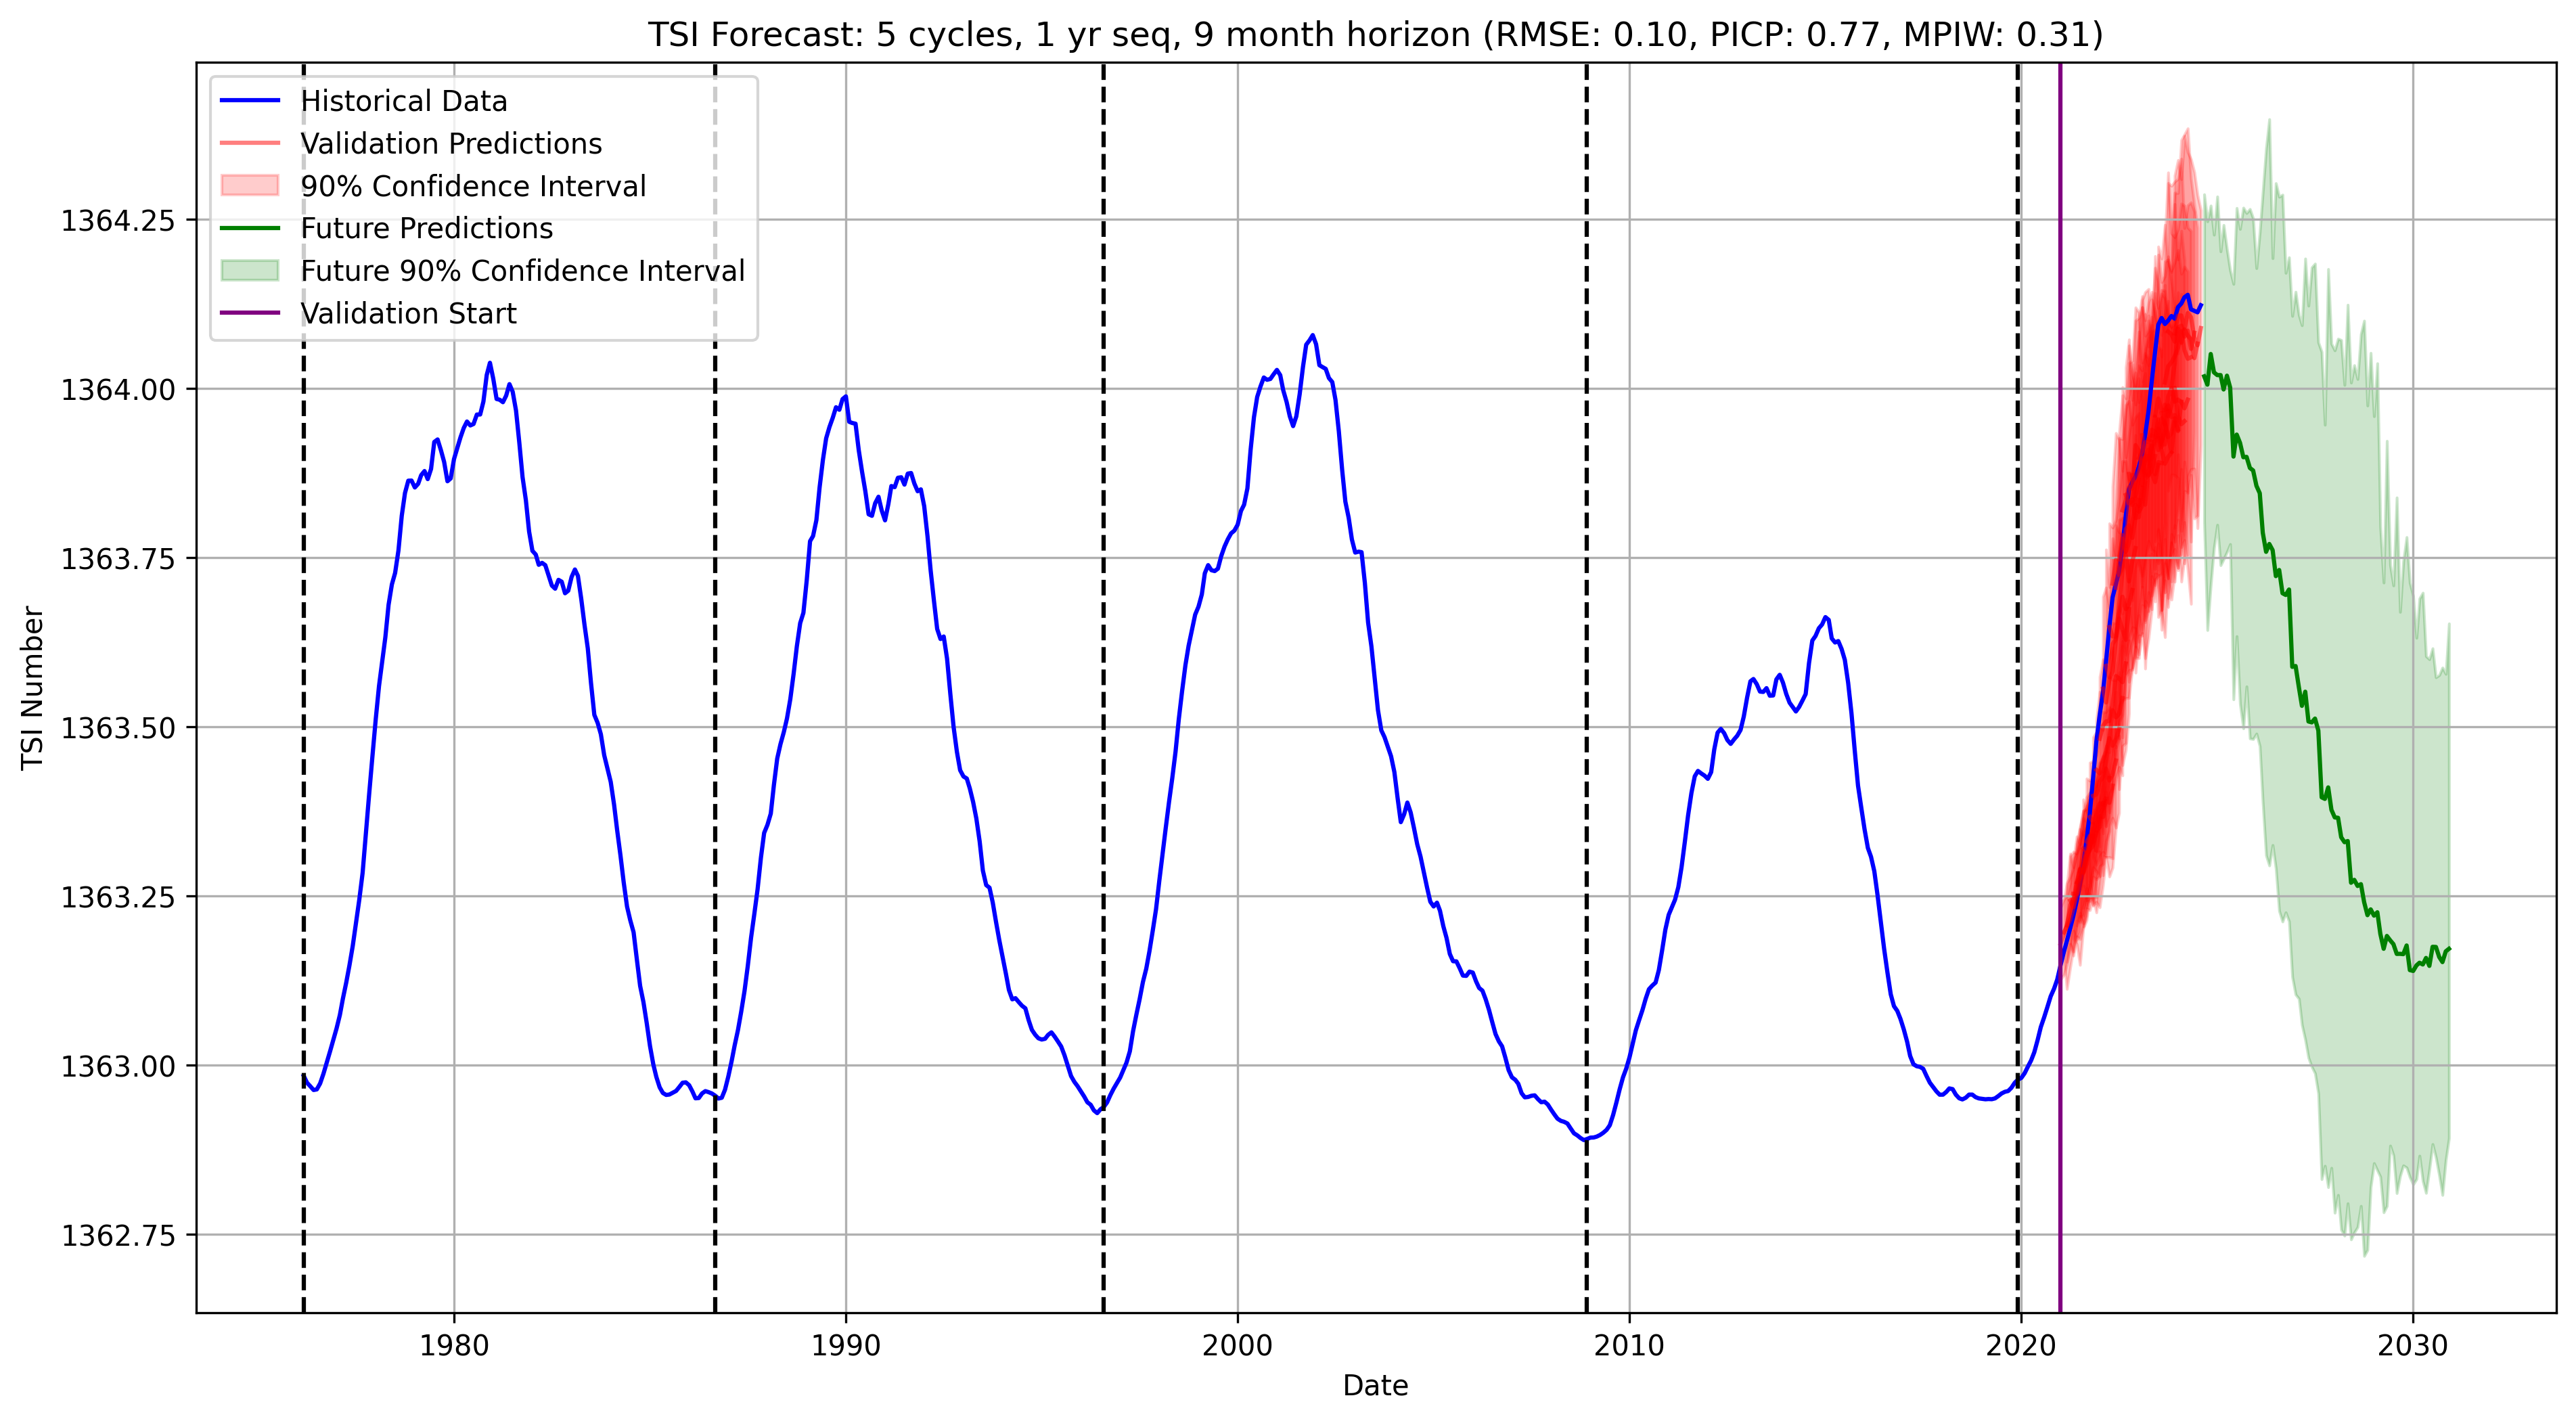 TSI Forecast: 5 cycles, 1 yr seq, 9 month horizon (RMSE: 0.10, PICP: 0.77, MPIW: 0.31)
Historical Data
Validation Predictions
90% Confidence Interval
Future Predictions
Future 90% Confidence Interval
Validation Start
TSI Number
1364.25
1364.00
1363.75
1363.50
1363.25
1363.00
1362.75
1980 1990 2000 2010 2020 2030
Date